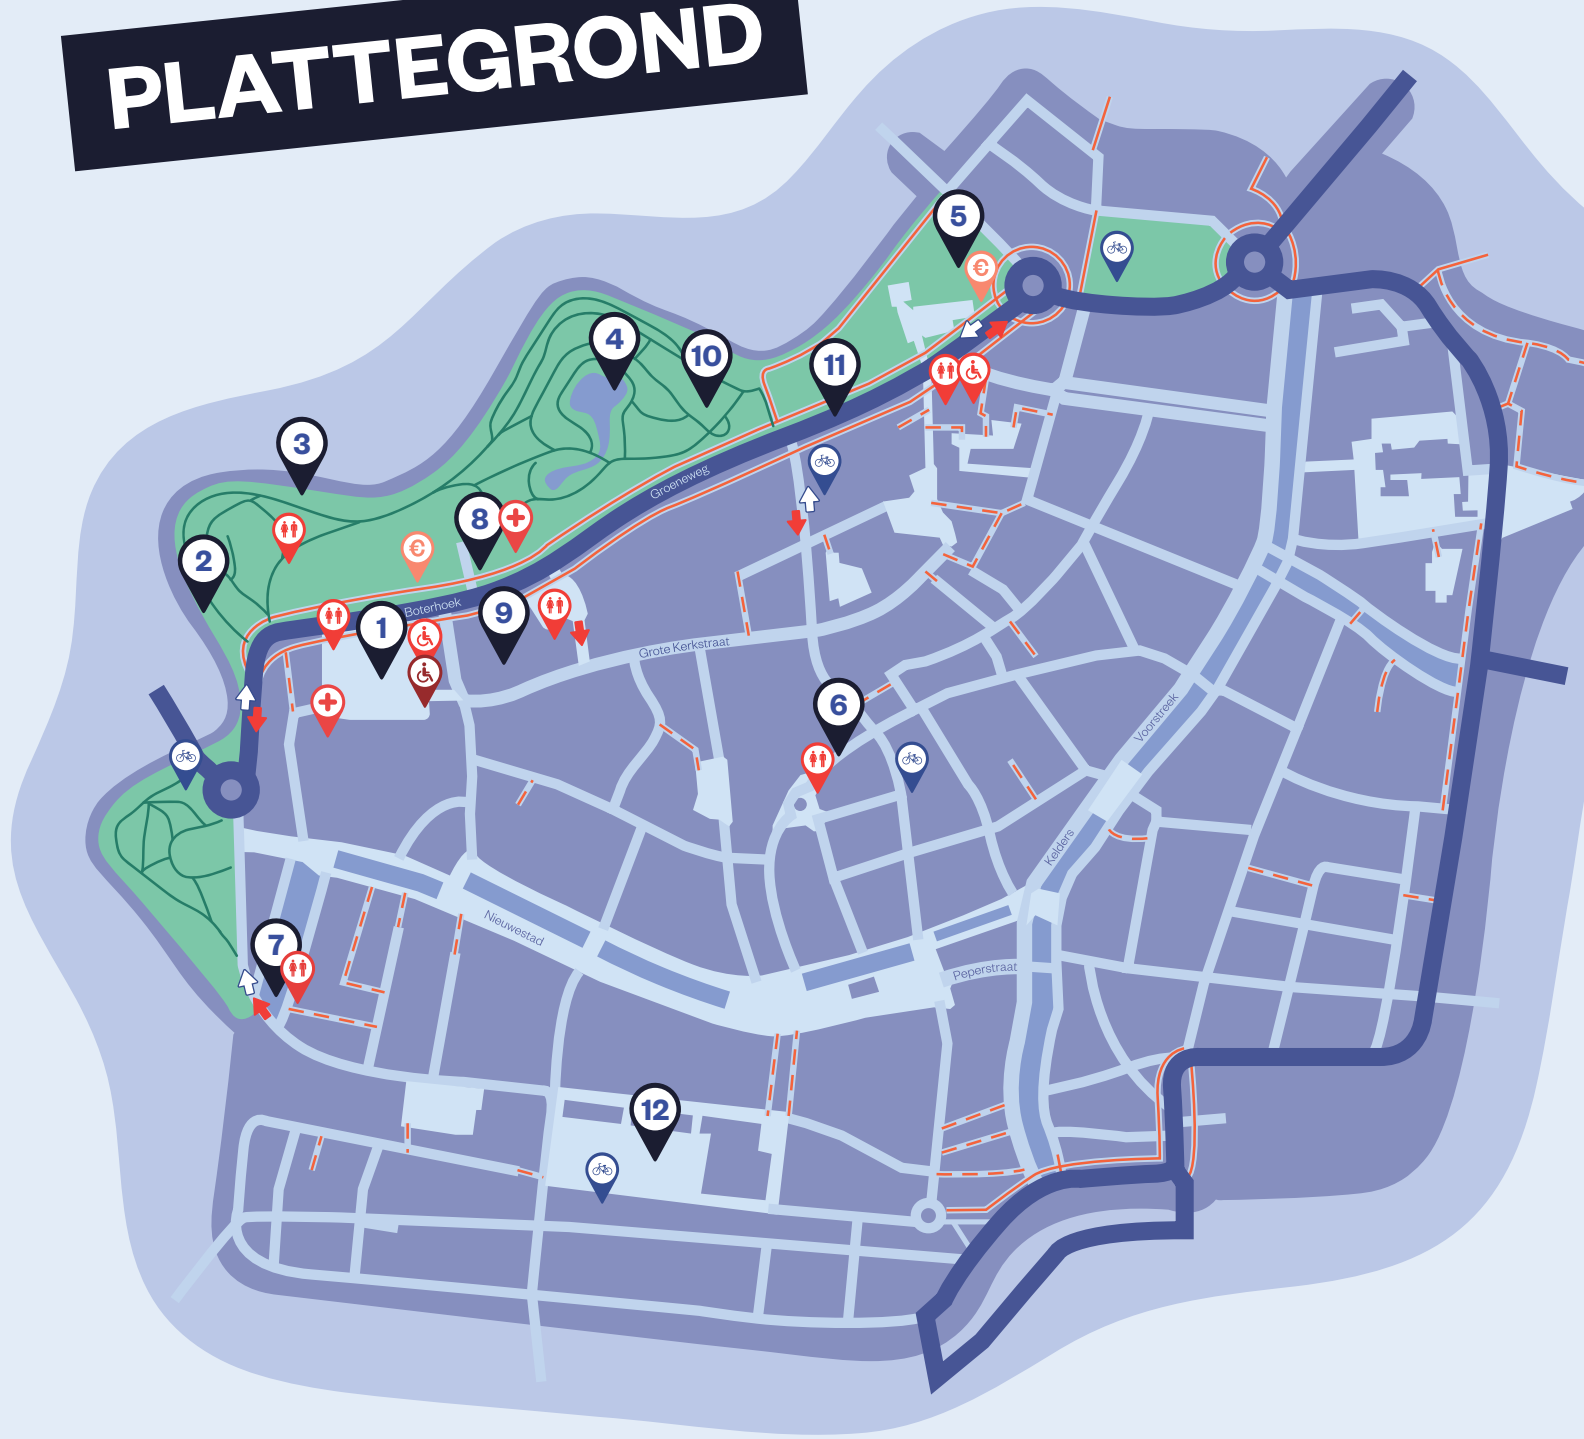 PLATTEGROND
5
4
10
11
3
Groeneweg
8
2
€
€
Boterhoek
9
1
Grote Kerkstraat
6
Voorstreek
Kelders
7
Nieuwestad
Peperstraat
12